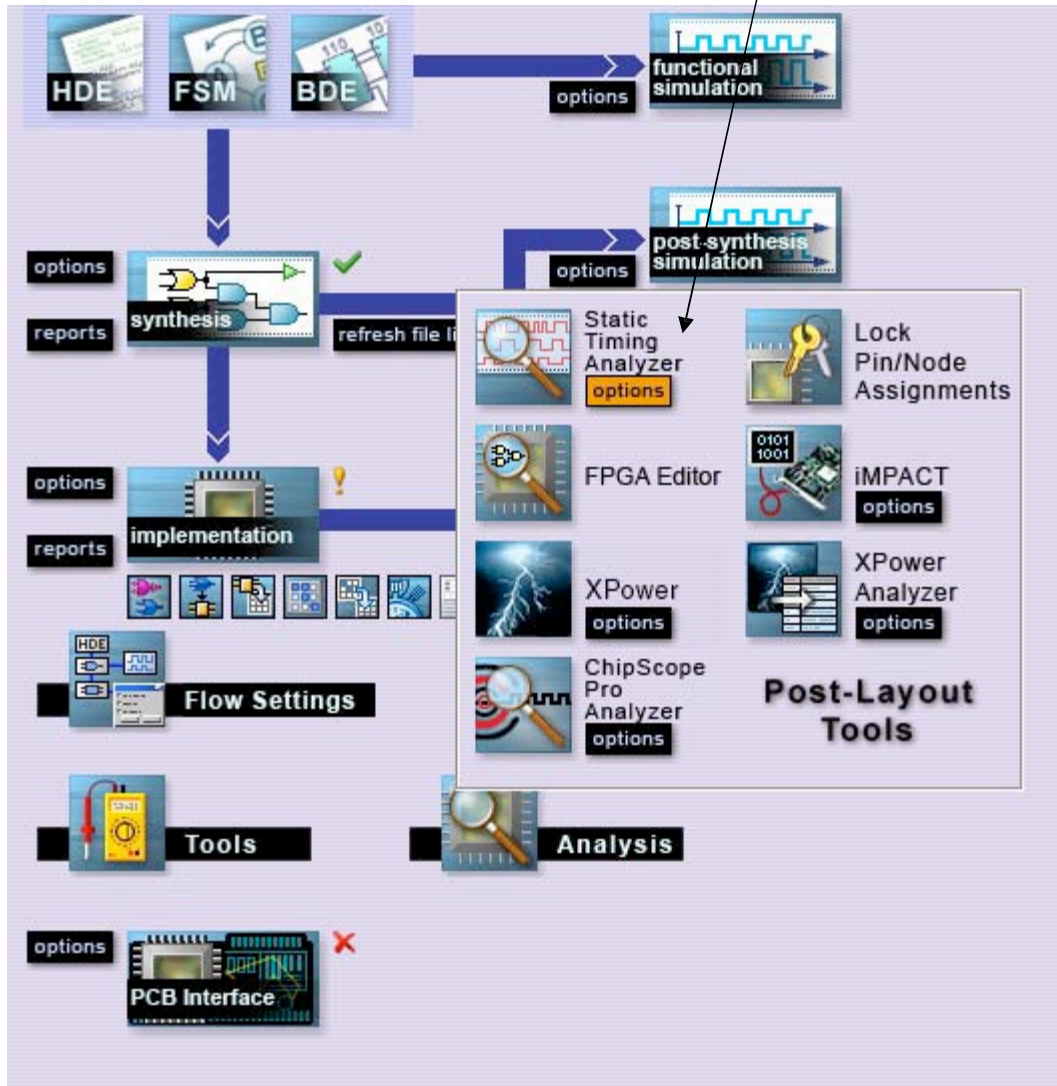 HDE
FSM
BDE
110
10
options
functional
simulation
options
synthesis
reports
refresh file li
options
post-synthesis
simulation
options
implementation
reports
Static
Timing
Analyzer
options
Lock
Pin/Node
Assignments
FPGA Editor
0101
1001
iMPACT
options
XPower
options
XPower
Analyzer
options
ChipScope
Pro
Analyzer
options
Post-Layout
Tools
HDE
Flow Settings
Tools
Analysis
options
PCB Interface